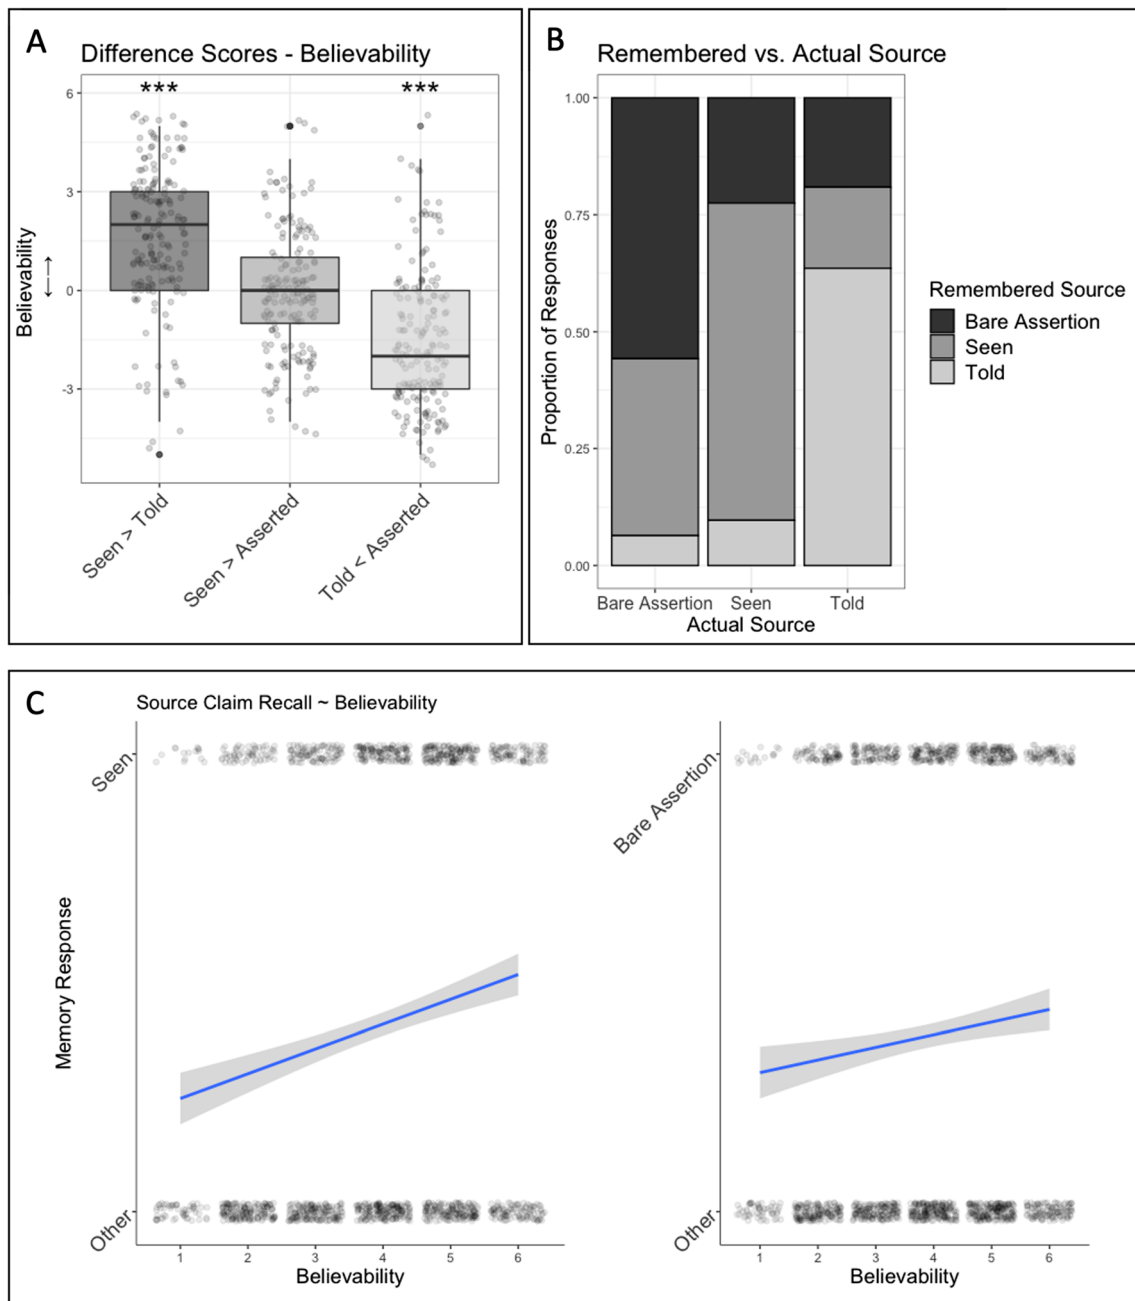 A
Difference Scores - Believability
***
***
6
3
0
-3
Believability
←→
Seen > Told
Seen > Asserted
Told < Asserted
B
Remembered vs. Actual Source
1.00
0.75
0.50
0.25
0.00
Proportion of Responses
Bare Assertion
Seen
Told
Actual Source
Remembered Source
Bare Assertion
Seen
Told
C
Source Claim Recall ~ Believability
Seen
Other
Memory Response
1 2 3 4 5 6
Believability
Bare Assertion
Other
1 2 3 4 5 6
Believability